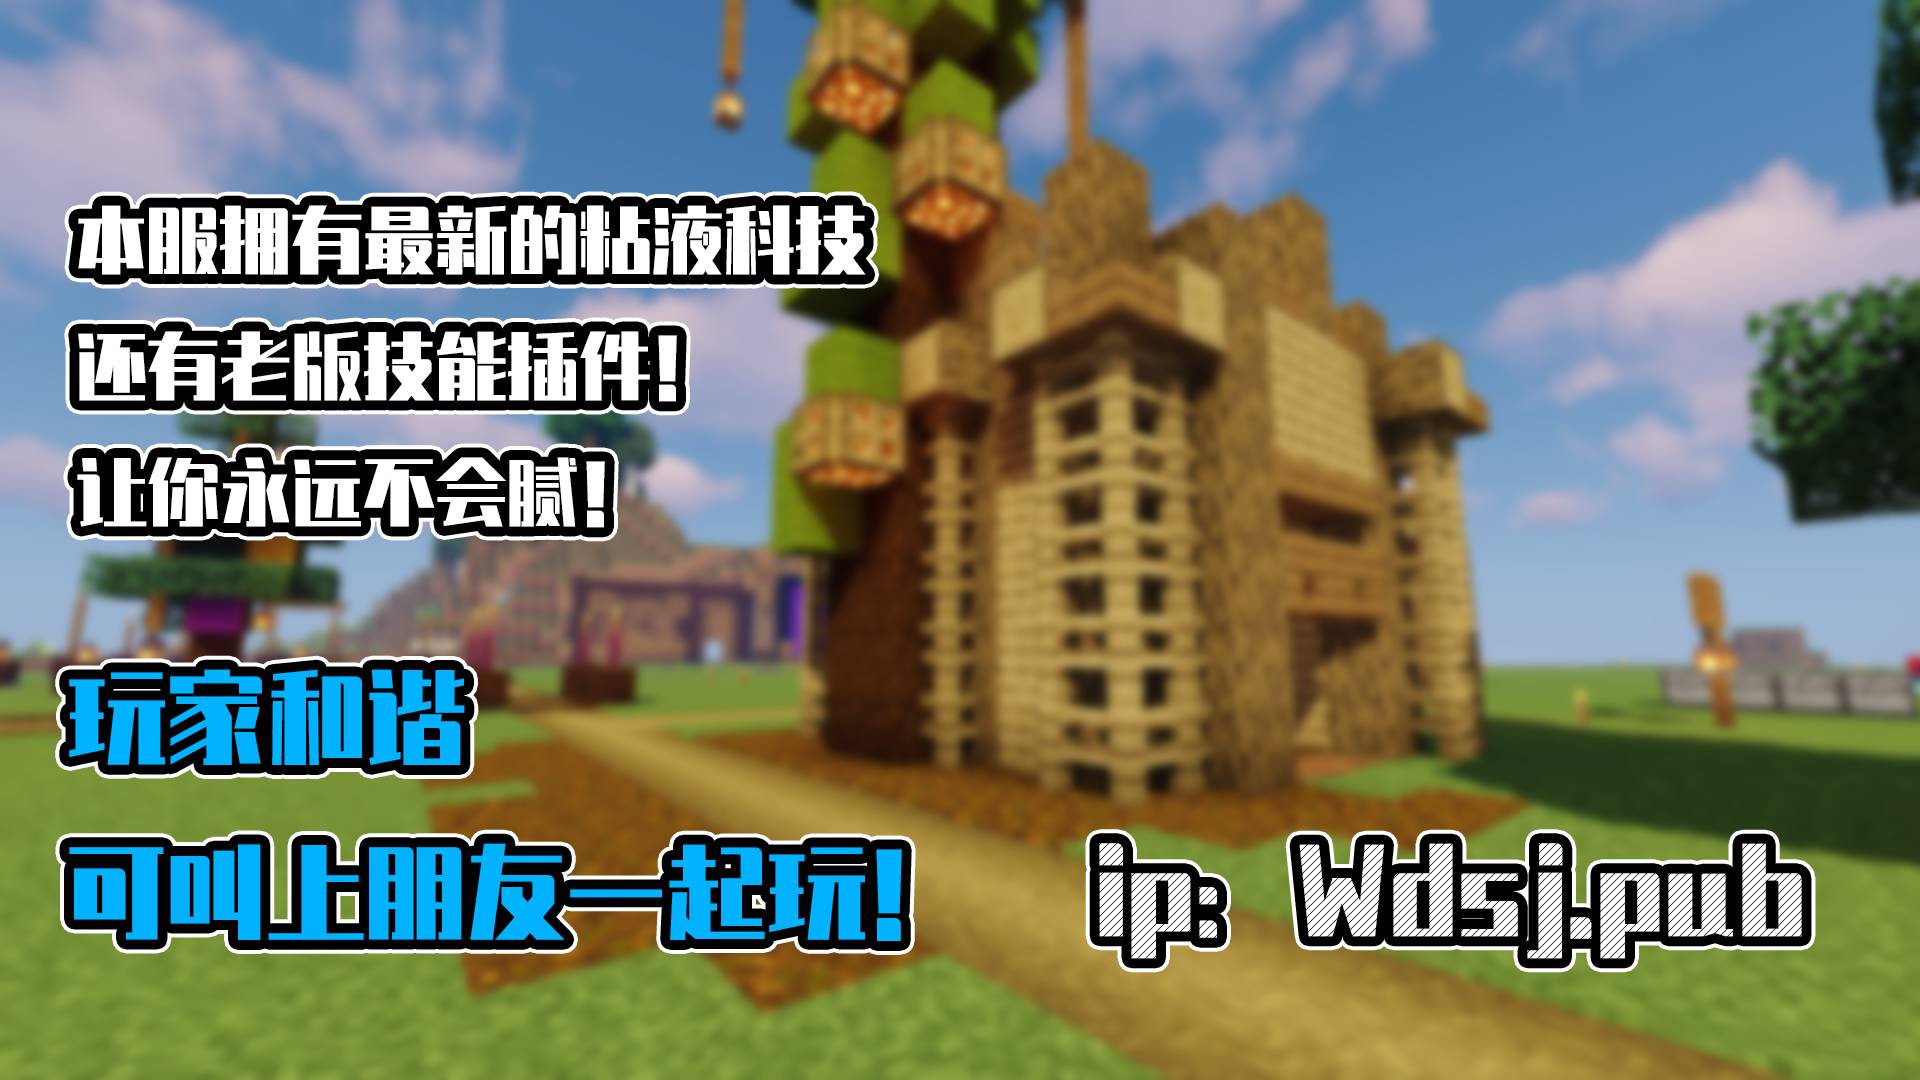 本服拥有最新的粘液科技
还有老版技能插件!
让你永远不会腻!
玩家和谐
可叫上朋友一起玩!
ip: Wdsj.pub